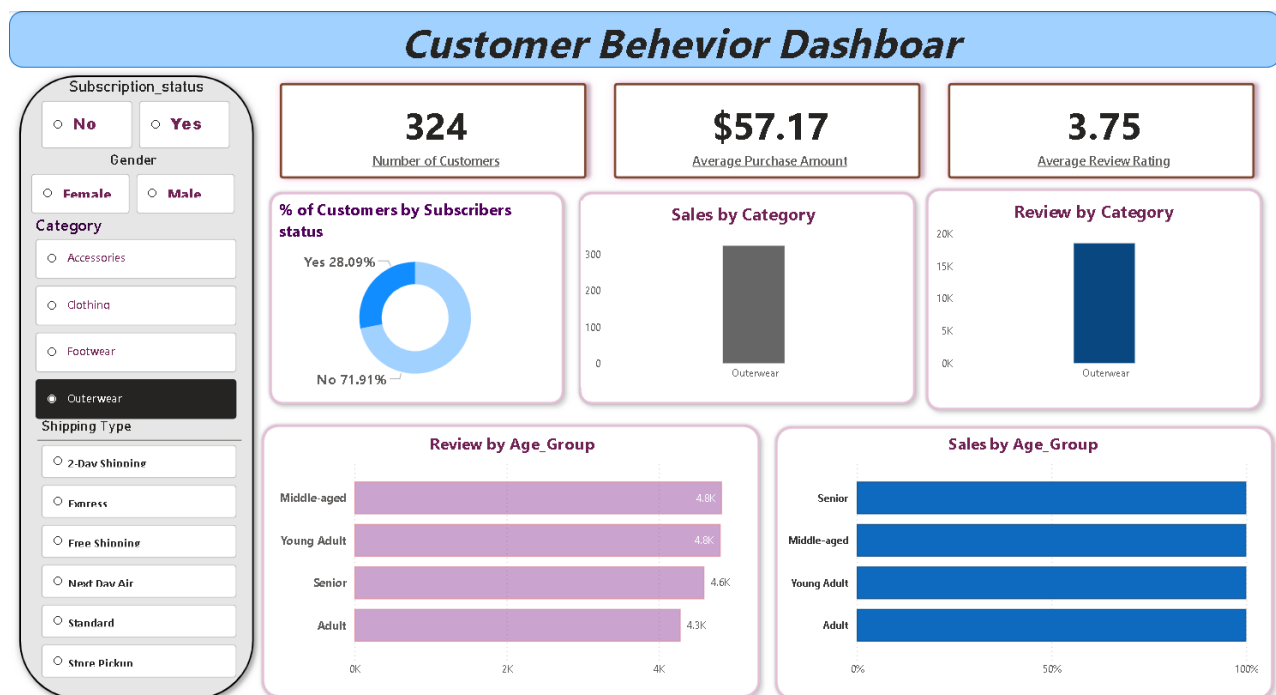 Customer Behevior Dashboar
Subscription_status
No
Yes
Gender
Female
Male
Category
Accessories
Clothing
Footwear
Outerwear
Shipping Type
2-Day Shipping
Express
Free Shipping
Next Day Air
Standard
Store Pickup
324
Number of Customers
$57.17
Average Purchase Amount
3.75
Average Review Rating
% of Customers by Subscribers
status
Yes 28.09%
No 71.91%
Sales by Category
300
200
100
0
Outerwear
Review by Category
20K
15K
10K
5K
0K
Outerwear
Review by Age_Group
Middle-aged
4.8K
Young Adult
4.8K
Senior
4.6K
Adult
4.3K
0K
2K
4K
Sales by Age_Group
Senior
Middle-aged
Young Adult
Adult
0%
50%
100%